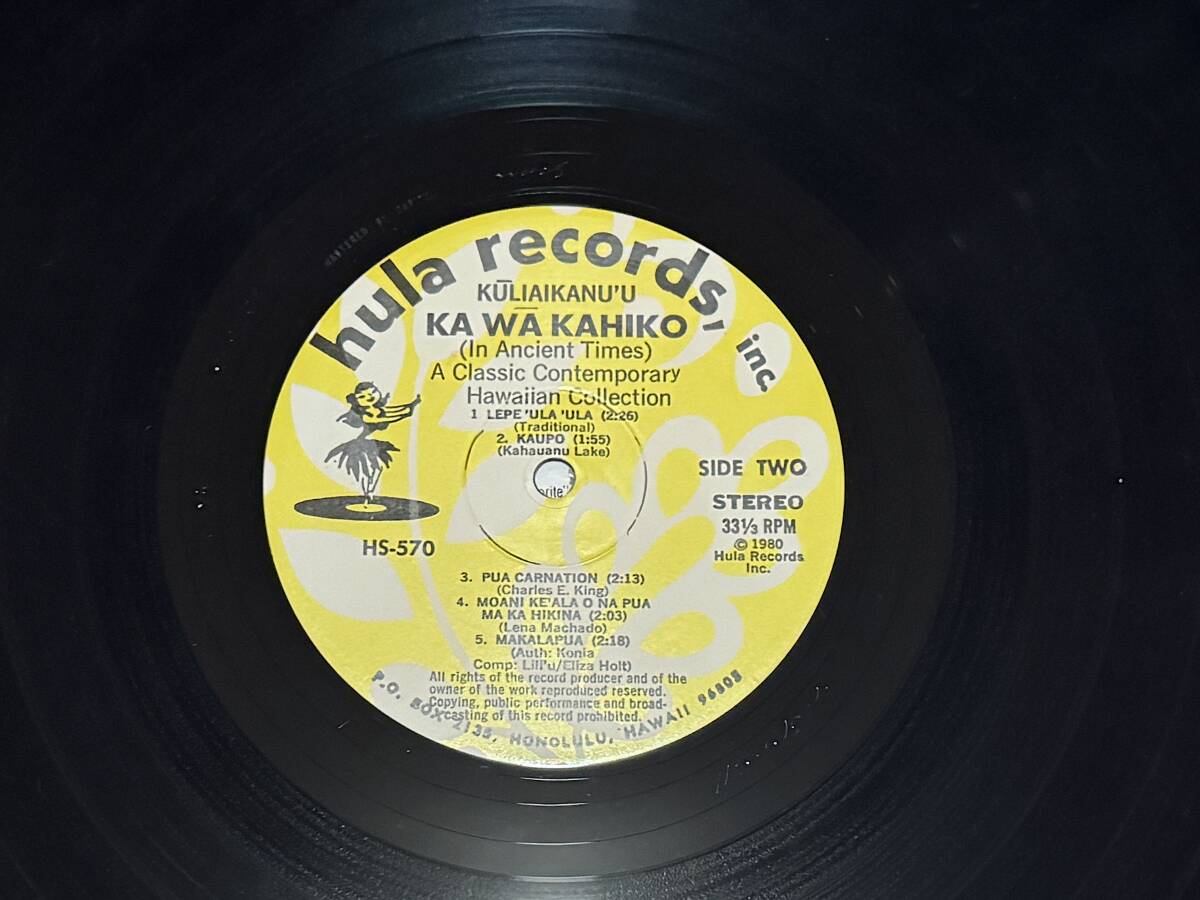 hula records, inc.
KŪLIAIKANU'U
KA WĀ KAHIKO
(In Ancient Times)
A Classic Contemporary
Hawaiian Collection
1 LEPE 'ULA 'ULA (2:26)
(Traditional)
2. KAUPO (1:55)
(Kahauanu Lake)
SIDE TWO
STEREO
33⅓ RPM
© 1980
Hula Records
Inc.
HS-570
3. PUA CARNATION (2:13)
(Charles E. King)
4. MOANI KE'ALA O NA PUA
MA KA HIKINA (2:03)
(Lena Machado)
5. MAKALAPUA (2:18)
(Auth: Konia
Comp: Lili'u/Eliza Holt)
All rights of the record producer and of the
owner of the work reproduced reserved.
Copying, public performance and broad-
casting of this record prohibited.
P.O. BOX 2135, HONOLULU, HAWAII 96805